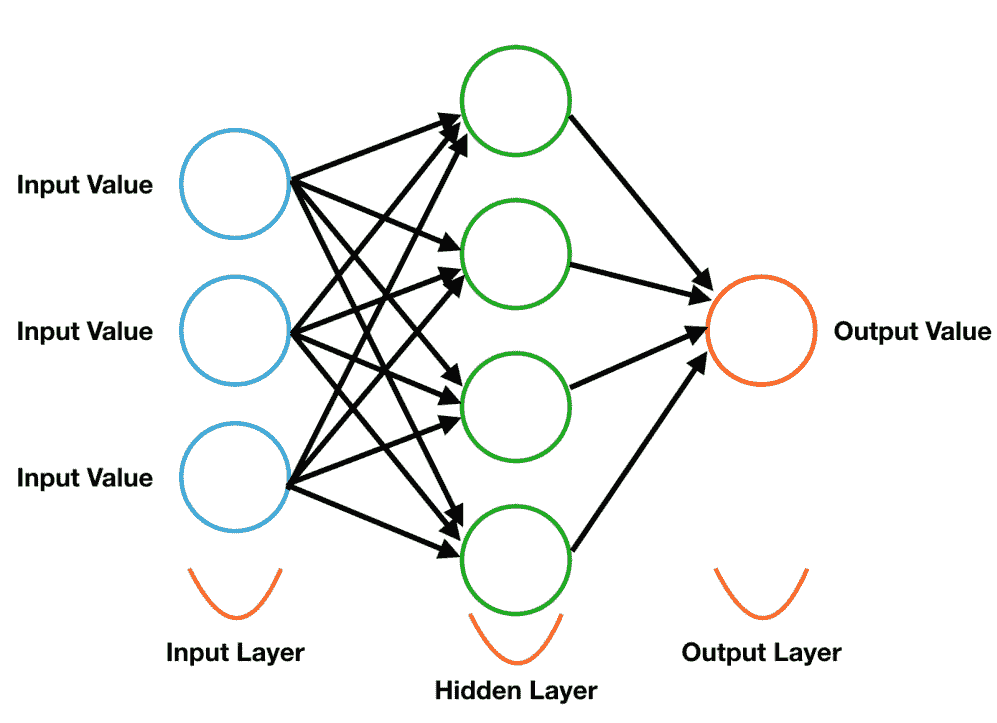 Input Value
Input Value
Output Value
Input Value
Input Layer
Output Layer
Hidden Layer